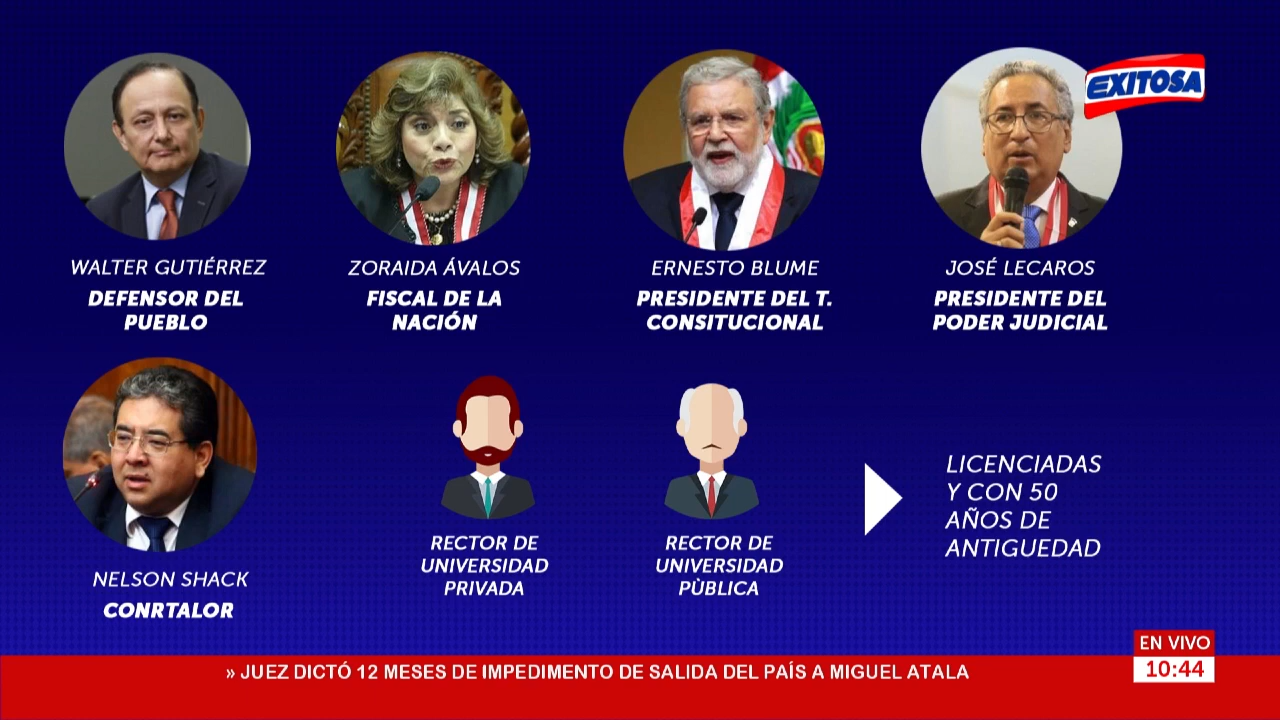 EXITOSA
WALTER GUTIÉRREZ
DEFENSOR DEL
PUEBLO
ZORAIDA ÁVALOS
FISCAL DE LA
NACIÓN
ERNESTO BLUME
PRESIDENTE DEL T.
CONSITUCIONAL
JOSÉ LECAROS
PRESIDENTE DEL
PODER JUDICIAL
NELSON SHACK
CONRTALOR
RECTOR DE
UNIVERSIDAD
PRIVADA
RECTOR DE
UNIVERSIDAD
PÙBLICA
LICENCIADAS
Y CON 50
AÑOS DE
ANTIGUEDAD
EN VIVO
10:44
» JUEZ DICTÓ 12 MESES DE IMPEDIMENTO DE SALIDA DEL PAÍS A MIGUEL ATALA